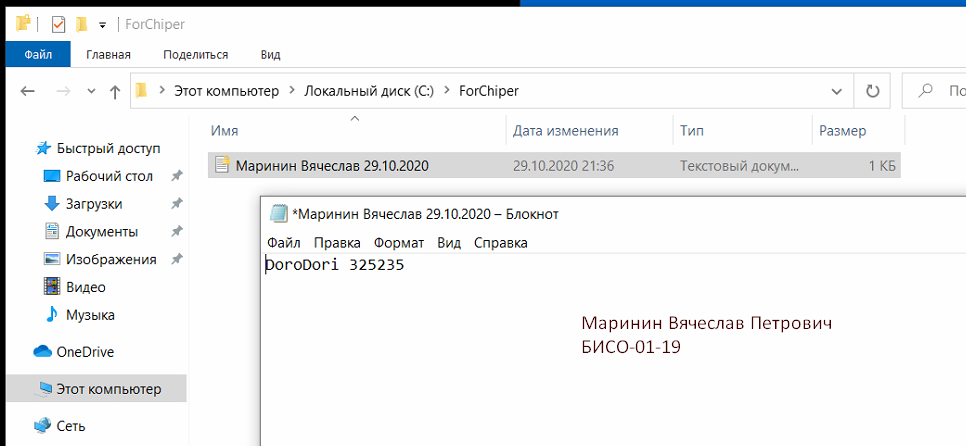 ForChiper
Файл Главная Поделиться Вид
Этот компьютер Локальный диск (C:) ForChiper По
Имя Дата изменения Тип Размер
Маринин Вячеслав 29.10.2020 29.10.2020 21:36 Текстовый докум... 1 КБ
Быстрый доступ
Рабочий стол
Загрузки
Документы
Изображения
Видео
Музыка
OneDrive
Этот компьютер
Сеть
*Маринин Вячеслав 29.10.2020 – Блокнот
Файл Правка Формат Вид Справка
DoroDori 325235
Маринин Вячеслав Петрович
БИСО-01-19